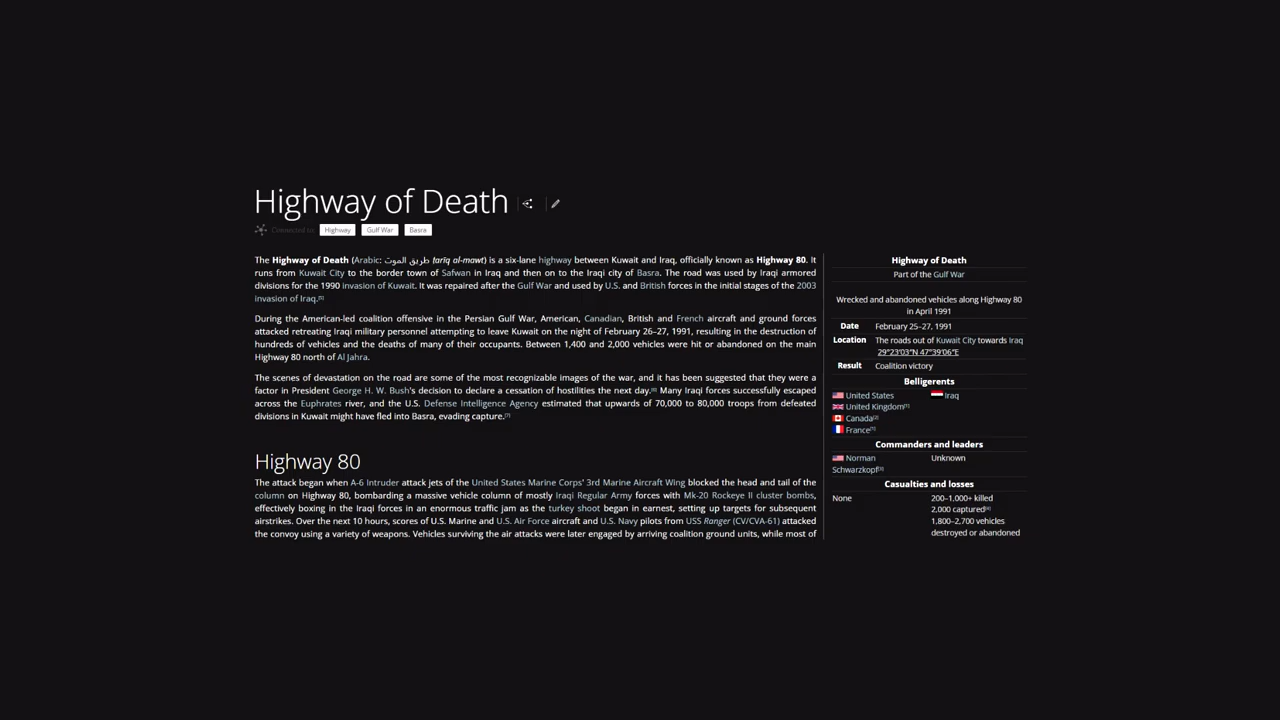 Highway of Death
Connected to: Highway Gulf War Basra
The Highway of Death (Arabic: طريق الموت ṭarīq al-mawt) is a six-lane highway between Kuwait and Iraq, officially known as Highway 80. It
runs from Kuwait City to the border town of Safwan in Iraq and then on to the Iraqi city of Basra. The road was used by Iraqi armored
divisions for the 1990 invasion of Kuwait. It was repaired after the Gulf War and used by U.S. and British forces in the initial stages of the 2003
invasion of Iraq.[5]
During the American-led coalition offensive in the Persian Gulf War, American, Canadian, British and French aircraft and ground forces
attacked retreating Iraqi military personnel attempting to leave Kuwait on the night of February 26–27, 1991, resulting in the destruction of
hundreds of vehicles and the deaths of many of their occupants. Between 1,400 and 2,000 vehicles were hit or abandoned on the main
Highway 80 north of Al Jahra.
The scenes of devastation on the road are some of the most recognizable images of the war, and it has been suggested that they were a
factor in President George H. W. Bush's decision to declare a cessation of hostilities the next day.[6] Many Iraqi forces successfully escaped
across the Euphrates river, and the U.S. Defense Intelligence Agency estimated that upwards of 70,000 to 80,000 troops from defeated
divisions in Kuwait might have fled into Basra, evading capture.[7]
Highway 80
The attack began when A-6 Intruder attack jets of the United States Marine Corps' 3rd Marine Aircraft Wing blocked the head and tail of the
column on Highway 80, bombarding a massive vehicle column of mostly Iraqi Regular Army forces with Mk-20 Rockeye II cluster bombs,
effectively boxing in the Iraqi forces in an enormous traffic jam as the turkey shoot began in earnest, setting up targets for subsequent
airstrikes. Over the next 10 hours, scores of U.S. Marine and U.S. Air Force aircraft and U.S. Navy pilots from USS Ranger (CV/CVA-61) attacked
the convoy using a variety of weapons. Vehicles surviving the air attacks were later engaged by arriving coalition ground units, while most of
Highway of Death
Part of the Gulf War
Wrecked and abandoned vehicles along Highway 80
in April 1991
Date February 25–27, 1991
Location The roads out of Kuwait City towards Iraq
29°23′03″N 47°39′06″E
Result Coalition victory
Belligerents
United States Iraq
United Kingdom[1]
Canada[2]
France[1]
Commanders and leaders
Norman Unknown
Schwarzkopf[3]
Casualties and losses
None 200–1,000+ killed
2,000 captured[4]
1,800–2,700 vehicles
destroyed or abandoned